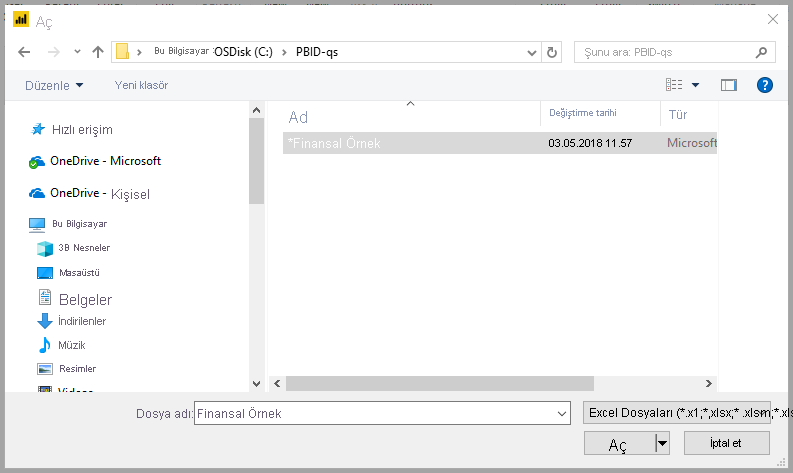 Aç
Bu Bilgisayar OSDisk (C:) PBID-qs
Şunu ara: PBID-qs
Düzenle
Yeni klasör
Ad
Değiştirme tarihi
Tür
*Finansal Örnek
03.05.2018 11.57
Microsoft
Hızlı erişim
OneDrive - Microsoft
OneDrive - Kişisel
Bu Bilgisayar
3B Nesneler
Masaüstü
Belgeler
İndirilenler
Müzik
Resimler
Videos
Dosya adı:
Finansal Örnek
Excel Dosyaları (*.x1;*,xlsx;* .xlsm;*.xls
Aç
İptal et